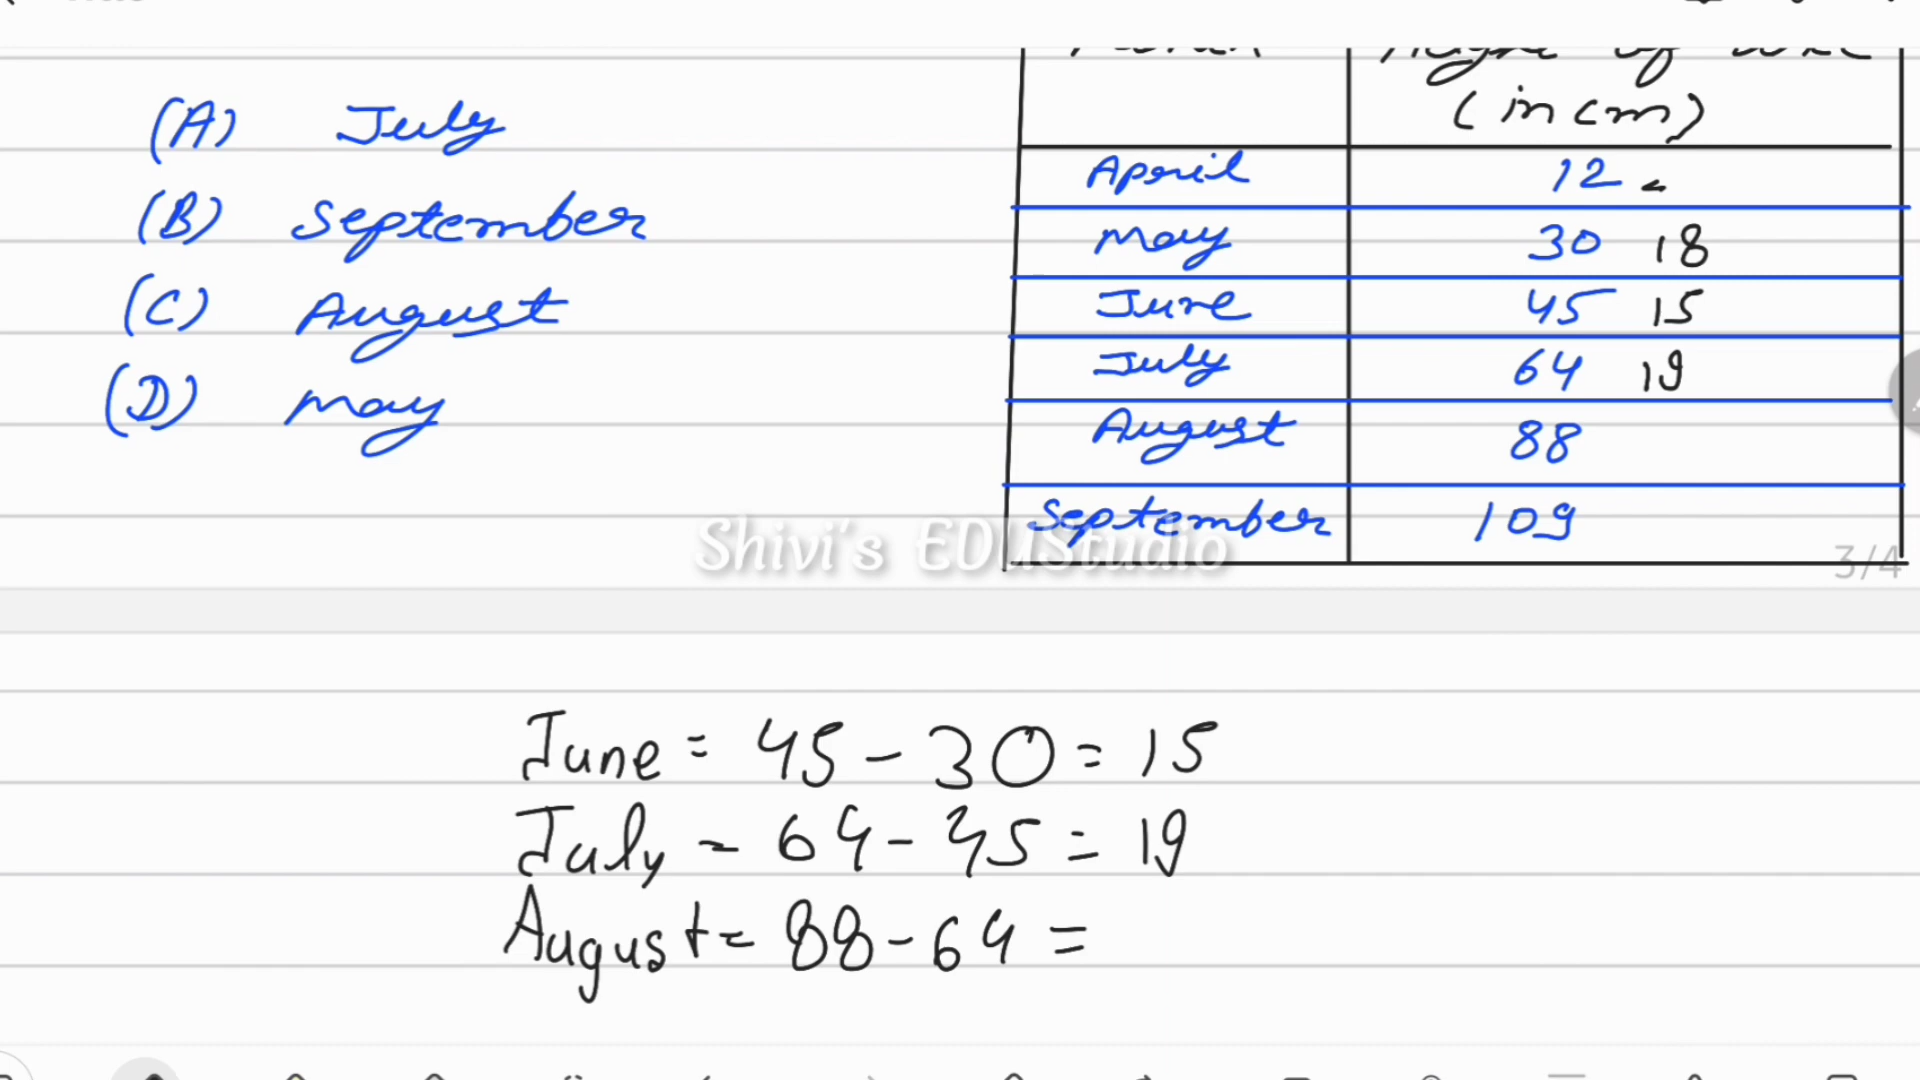 (A) July
(B) September
(C) August
(D) May
(in cm)
April 12
May 30 18
June 45 15
July 64 19
August 88
September 109
Shivi's EDUStudio
3/4
June = 45 - 30 = 15
July = 64 - 45 = 19
August = 88 - 64 =